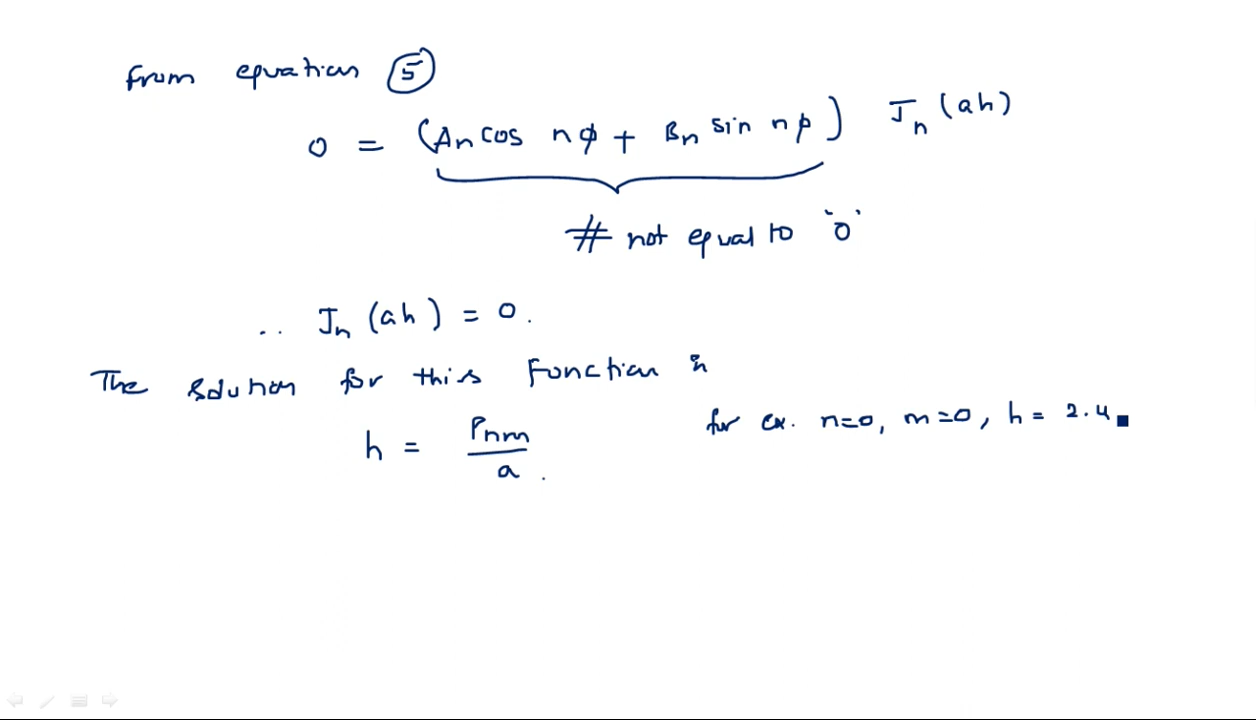 from equation 5
0 = (An cos nϕ + Bn sin nϕ) Jn (ah)
# not equal to '0'
∴ Jn (ah) = 0.
The solution for this Function is
for ex. n=0, m=0, h = 2.4
h = Pnm / a .